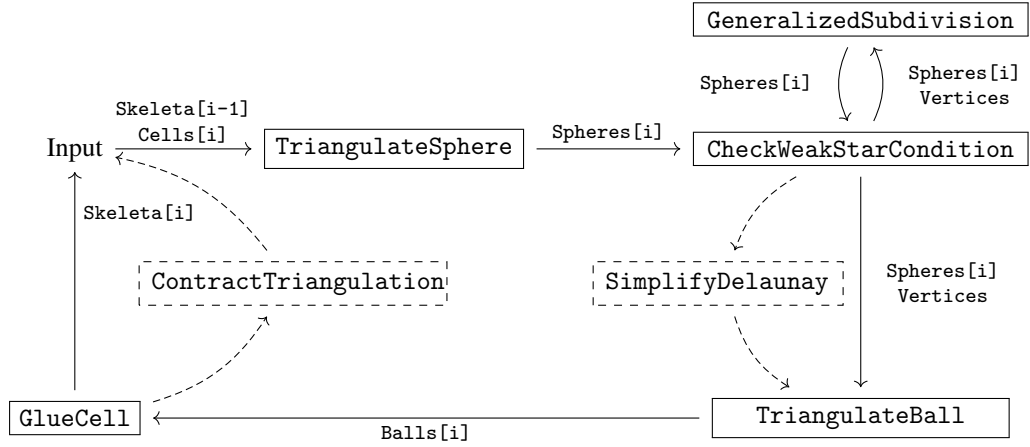 GeneralizedSubdivision
Spheres[i]
Spheres[i]
Vertices
Skeleta[i-1]
Cells[i]
Input
TriangulateSphere
Spheres[i]
CheckWeakStarCondition
Skeleta[i]
ContractTriangulation
SimplifyDelaunay
Spheres[i]
Vertices
GlueCell
Balls[i]
TriangulateBall